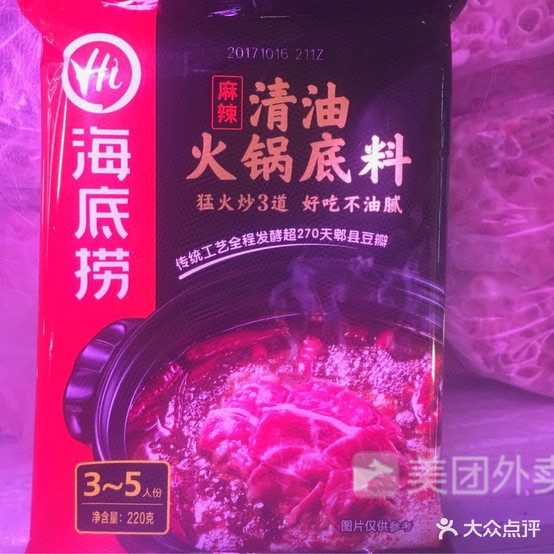 20171016 211Z
Hi
海底捞
麻辣
清油
火锅底料
猛火炒3道 好吃不油腻
传统工艺全程发酵超270天郫县豆瓣
3~5人份
净含量:220克
图片仅供参考
美团外卖
大众点评